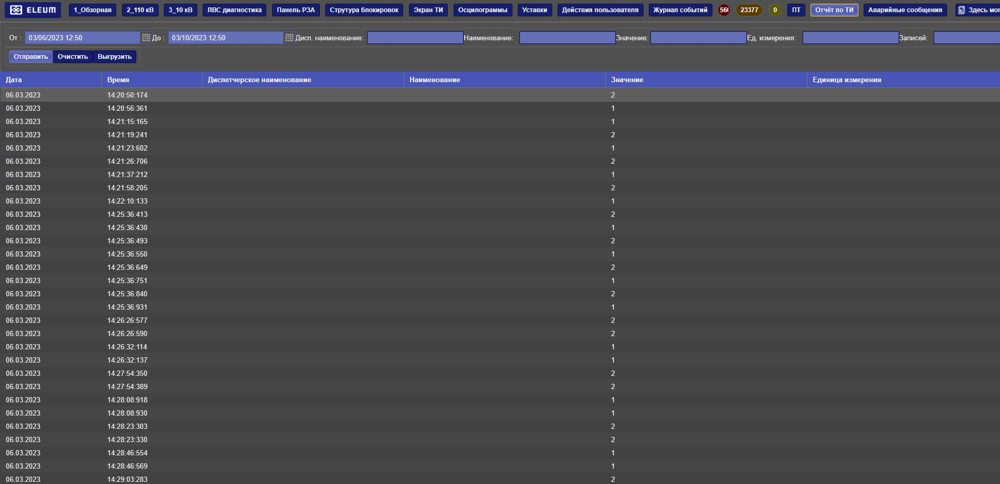 ELEUM 1_Обзорная 2_110 кВ 3_10 кВ ЛВС диагностика Панель РЗА Струтура блокировок Экран ТИ Осцилограммы Уставки Действия пользователя Журнал событий 23377 0 ПТ Отчёт по ТИ Аварийные сообщения Здесь
От : 03/06/2023 12:50 До : 03/10/2023 12:50 Дисп. наименование: Наименование: Значение: Ед. измерения: Записей:
Отправить Очистить Выгрузить
Дата Время Диспетчерское наименование Наименование Значение Единица измерения
06.03.2023 14:20:50:174 2
06.03.2023 14:20:56:361 1
06.03.2023 14:21:15:165 1
06.03.2023 14:21:19:241 2
06.03.2023 14:21:23:602 1
06.03.2023 14:21:26:706 2
06.03.2023 14:21:37:212 1
06.03.2023 14:21:58:205 2
06.03.2023 14:22:10:133 1
06.03.2023 14:25:36:413 2
06.03.2023 14:25:36:430 1
06.03.2023 14:25:36:493 2
06.03.2023 14:25:36:550 1
06.03.2023 14:25:36:649 2
06.03.2023 14:25:36:751 1
06.03.2023 14:25:36:840 2
06.03.2023 14:25:36:931 1
06.03.2023 14:26:26:577 2
06.03.2023 14:26:26:590 2
06.03.2023 14:26:32:114 1
06.03.2023 14:26:32:137 1
06.03.2023 14:27:54:350 2
06.03.2023 14:27:54:389 2
06.03.2023 14:28:08:918 1
06.03.2023 14:28:08:930 1
06.03.2023 14:28:23:303 2
06.03.2023 14:28:23:330 2
06.03.2023 14:28:46:554 1
06.03.2023 14:28:46:569 1
06.03.2023 14:29:03:283 2